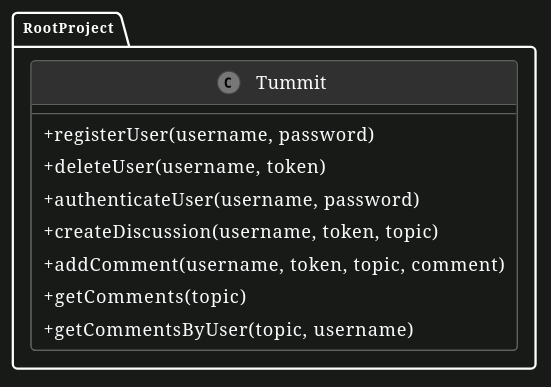 RootProject
C Tummit
+registerUser(username, password)
+deleteUser(username, token)
+authenticateUser(username, password)
+createDiscussion(username, token, topic)
+addComment(username, token, topic, comment)
+getComments(topic)
+getCommentsByUser(topic, username)